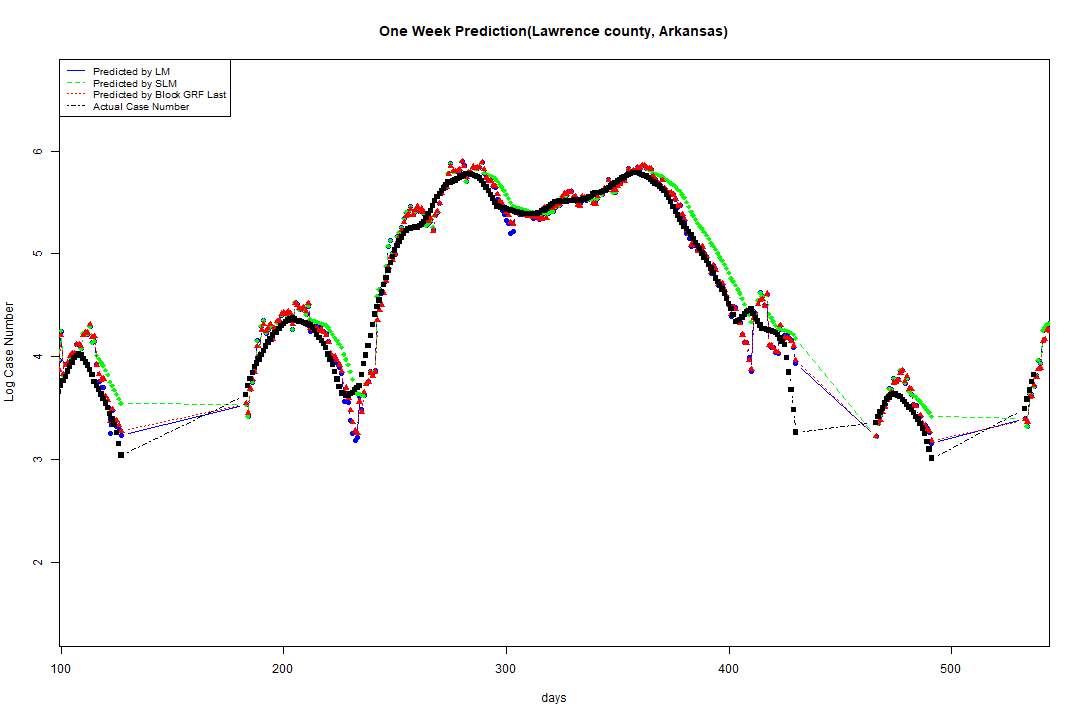 One Week Prediction(Lawrence county, Arkansas)
Predicted by LM
Predicted by SLM
Predicted by Block GRF Last
Actual Case Number
6
5
4
3
2
Log Case Number
100 200 300 400 500
days